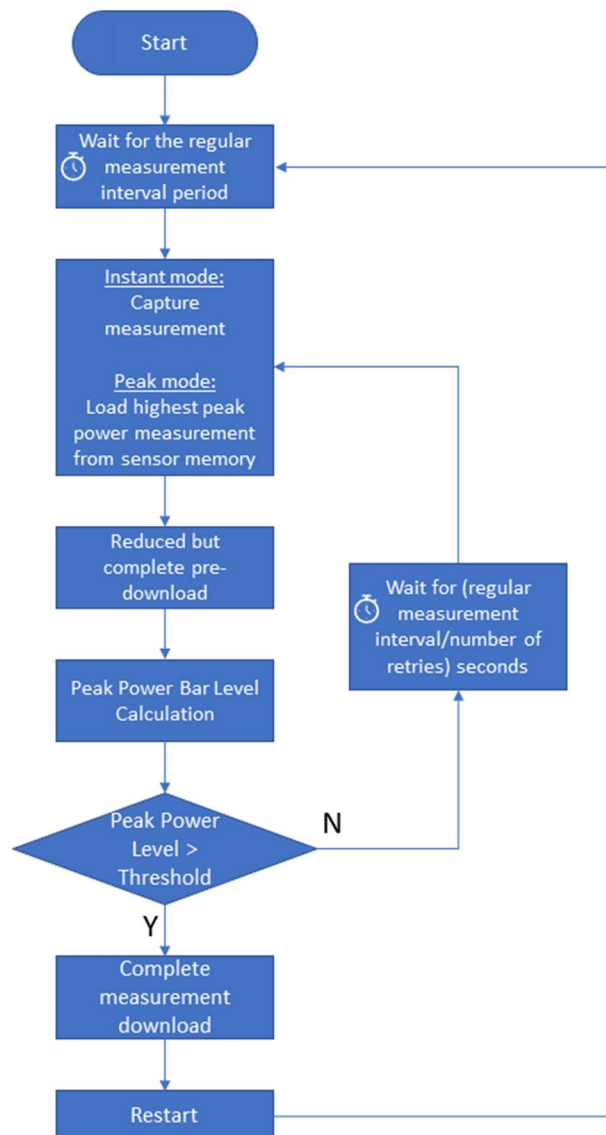 Start
Wait for the regular
measurement
interval period
Instant mode:
Capture
measurement
Peak mode:
Load highest peak
power measurement
from sensor memory
Reduced but
complete pre-
download
Wait for (regular
measurement
interval/number of
retries) seconds
Peak Power Bar Level
Calculation
Peak Power
Level >
Threshold
N
Y
Complete
measurement
download
Restart